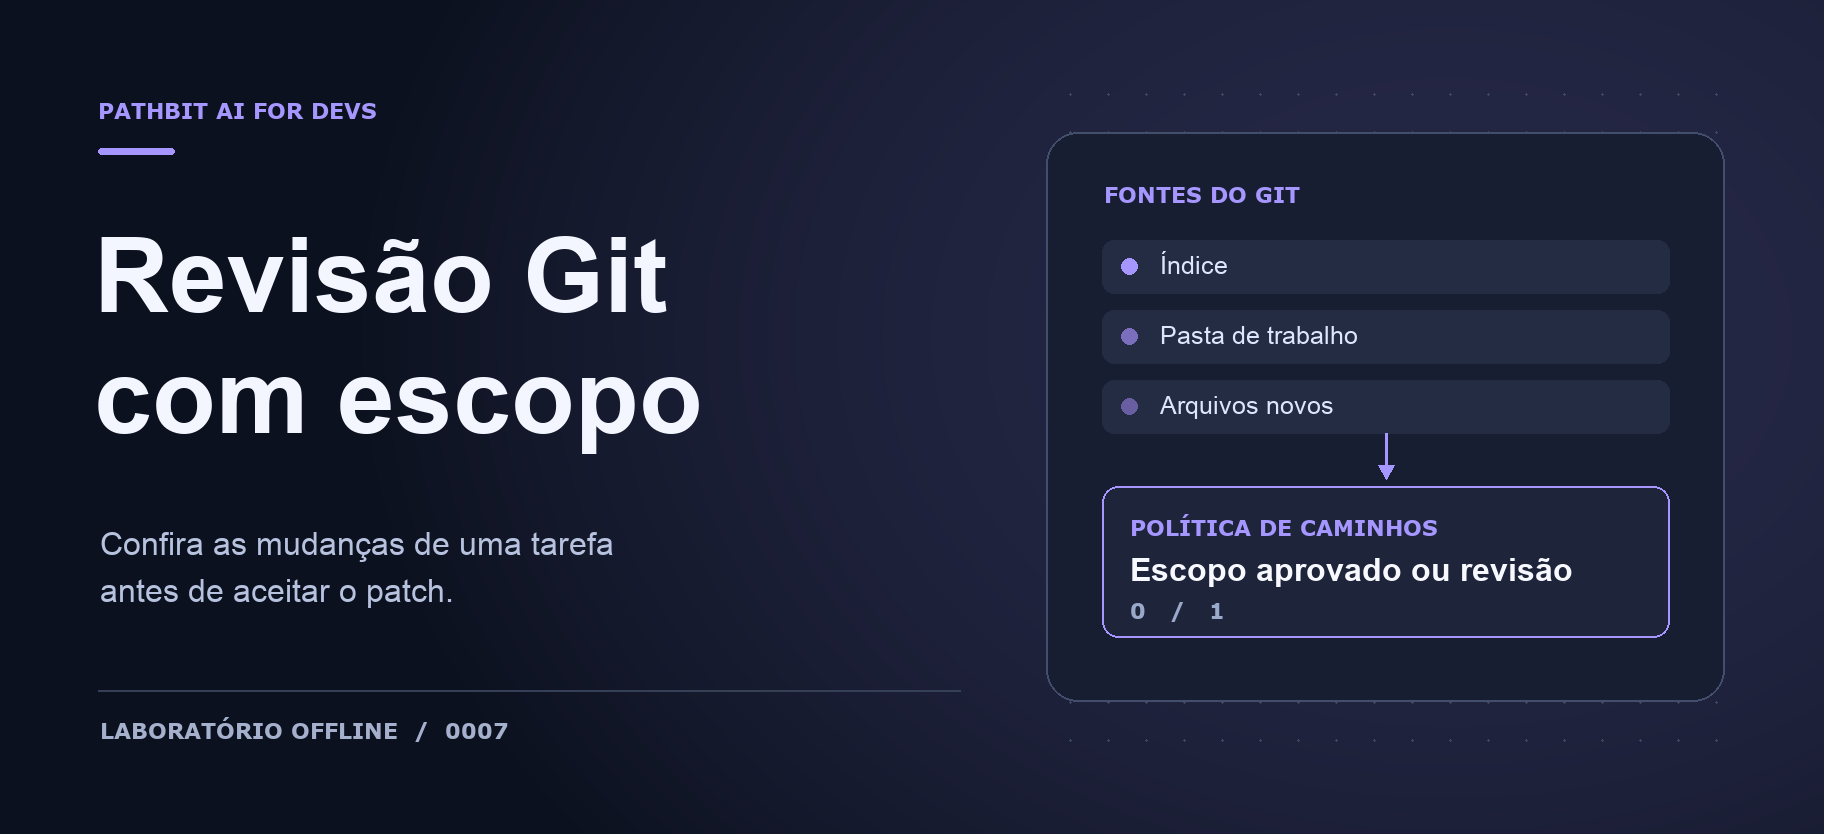 PATHBIT AI FOR DEVS
Revisão Git
com escopo
Confira as mudanças de uma tarefa
antes de aceitar o patch.
LABORATÓRIO OFFLINE / 0007
FONTES DO GIT
Índice
Pasta de trabalho
Arquivos novos
POLÍTICA DE CAMINHOS
Escopo aprovado ou revisão
0 / 1